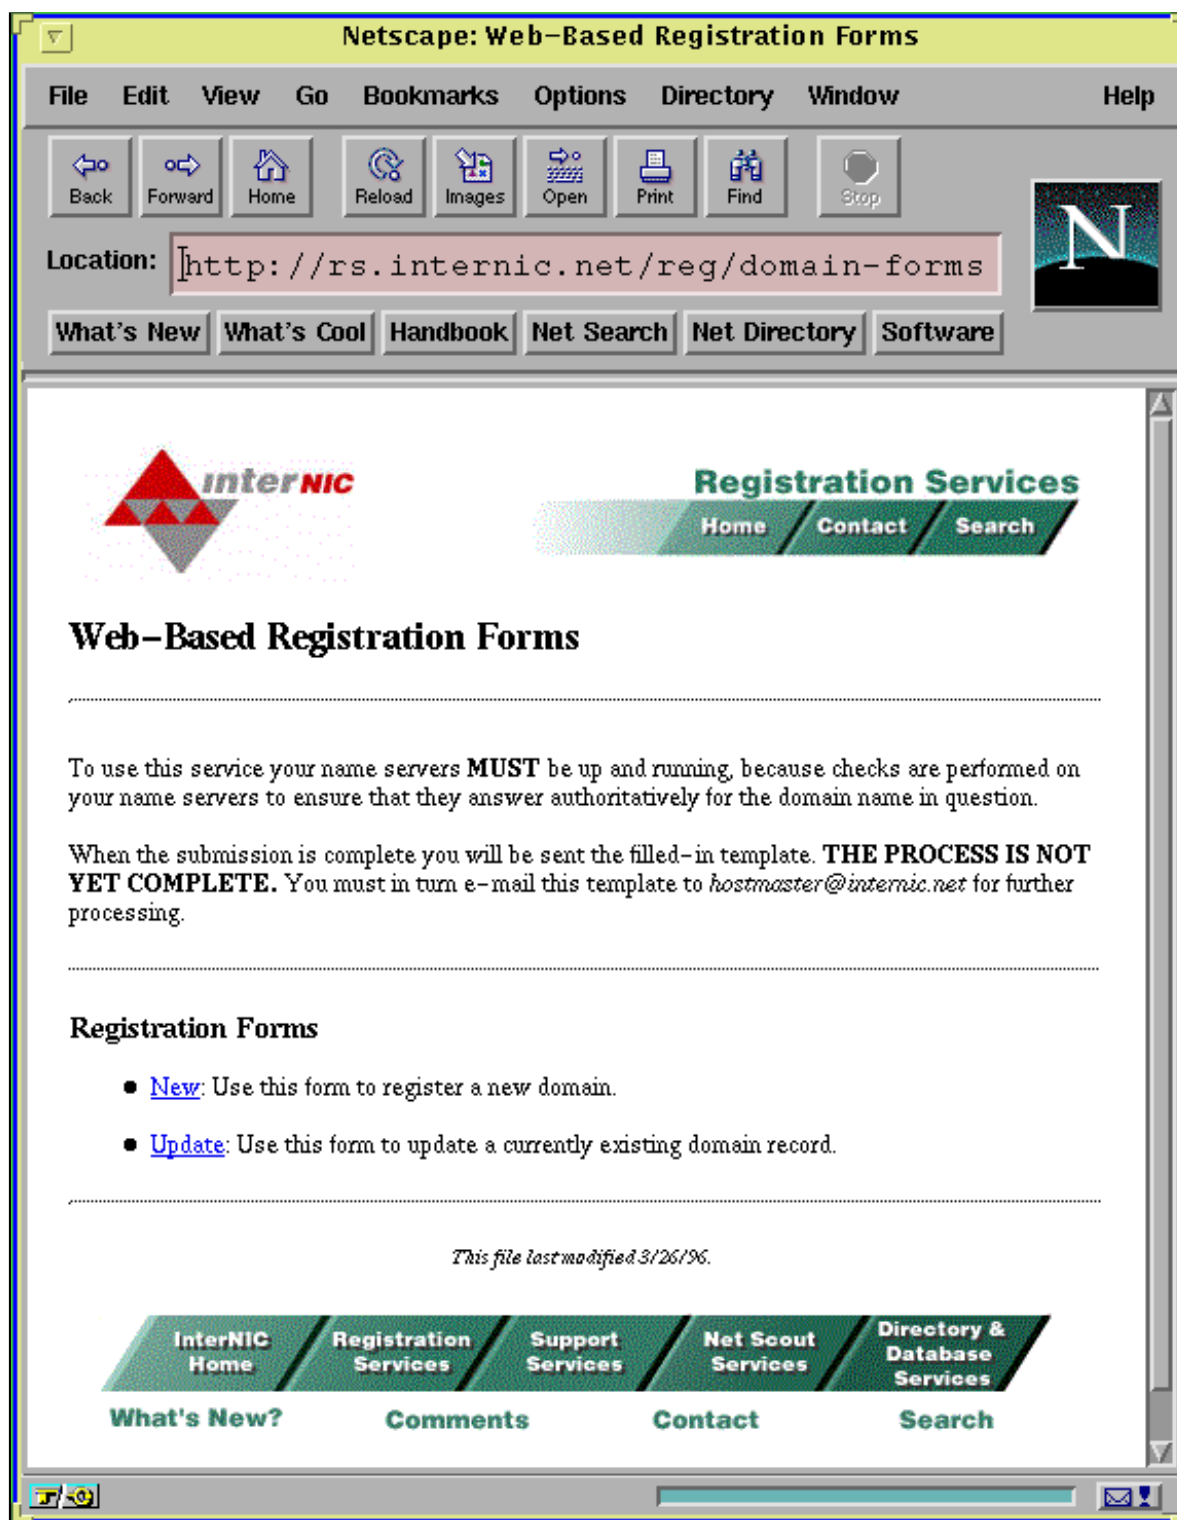 Netscape: Web-Based Registration Forms
File Edit View Go Bookmarks Options Directory Window Help
Back Forward Home Reload Images Open Print Find Stop
N
Location: http://rs.internic.net/reg/domain-forms
What's New What's Cool Handbook Net Search Net Directory Software
InterNIC
Registration Services
Home Contact Search
Web-Based Registration Forms
To use this service your name servers MUST be up and running, because checks are performed on
your name servers to ensure that they answer authoritatively for the domain name in question.
When the submission is complete you will be sent the filled-in template. THE PROCESS IS NOT
YET COMPLETE. You must in turn e-mail this template to hostmaster@internic.net for further
processing.
Registration Forms
New: Use this form to register a new domain.
Update: Use this form to update a currently existing domain record.
This file last modified 3/26/96.
InterNIC Home
Registration Services
Support Services
Net Scout Services
Directory & Database Services
What's New? Comments Contact Search